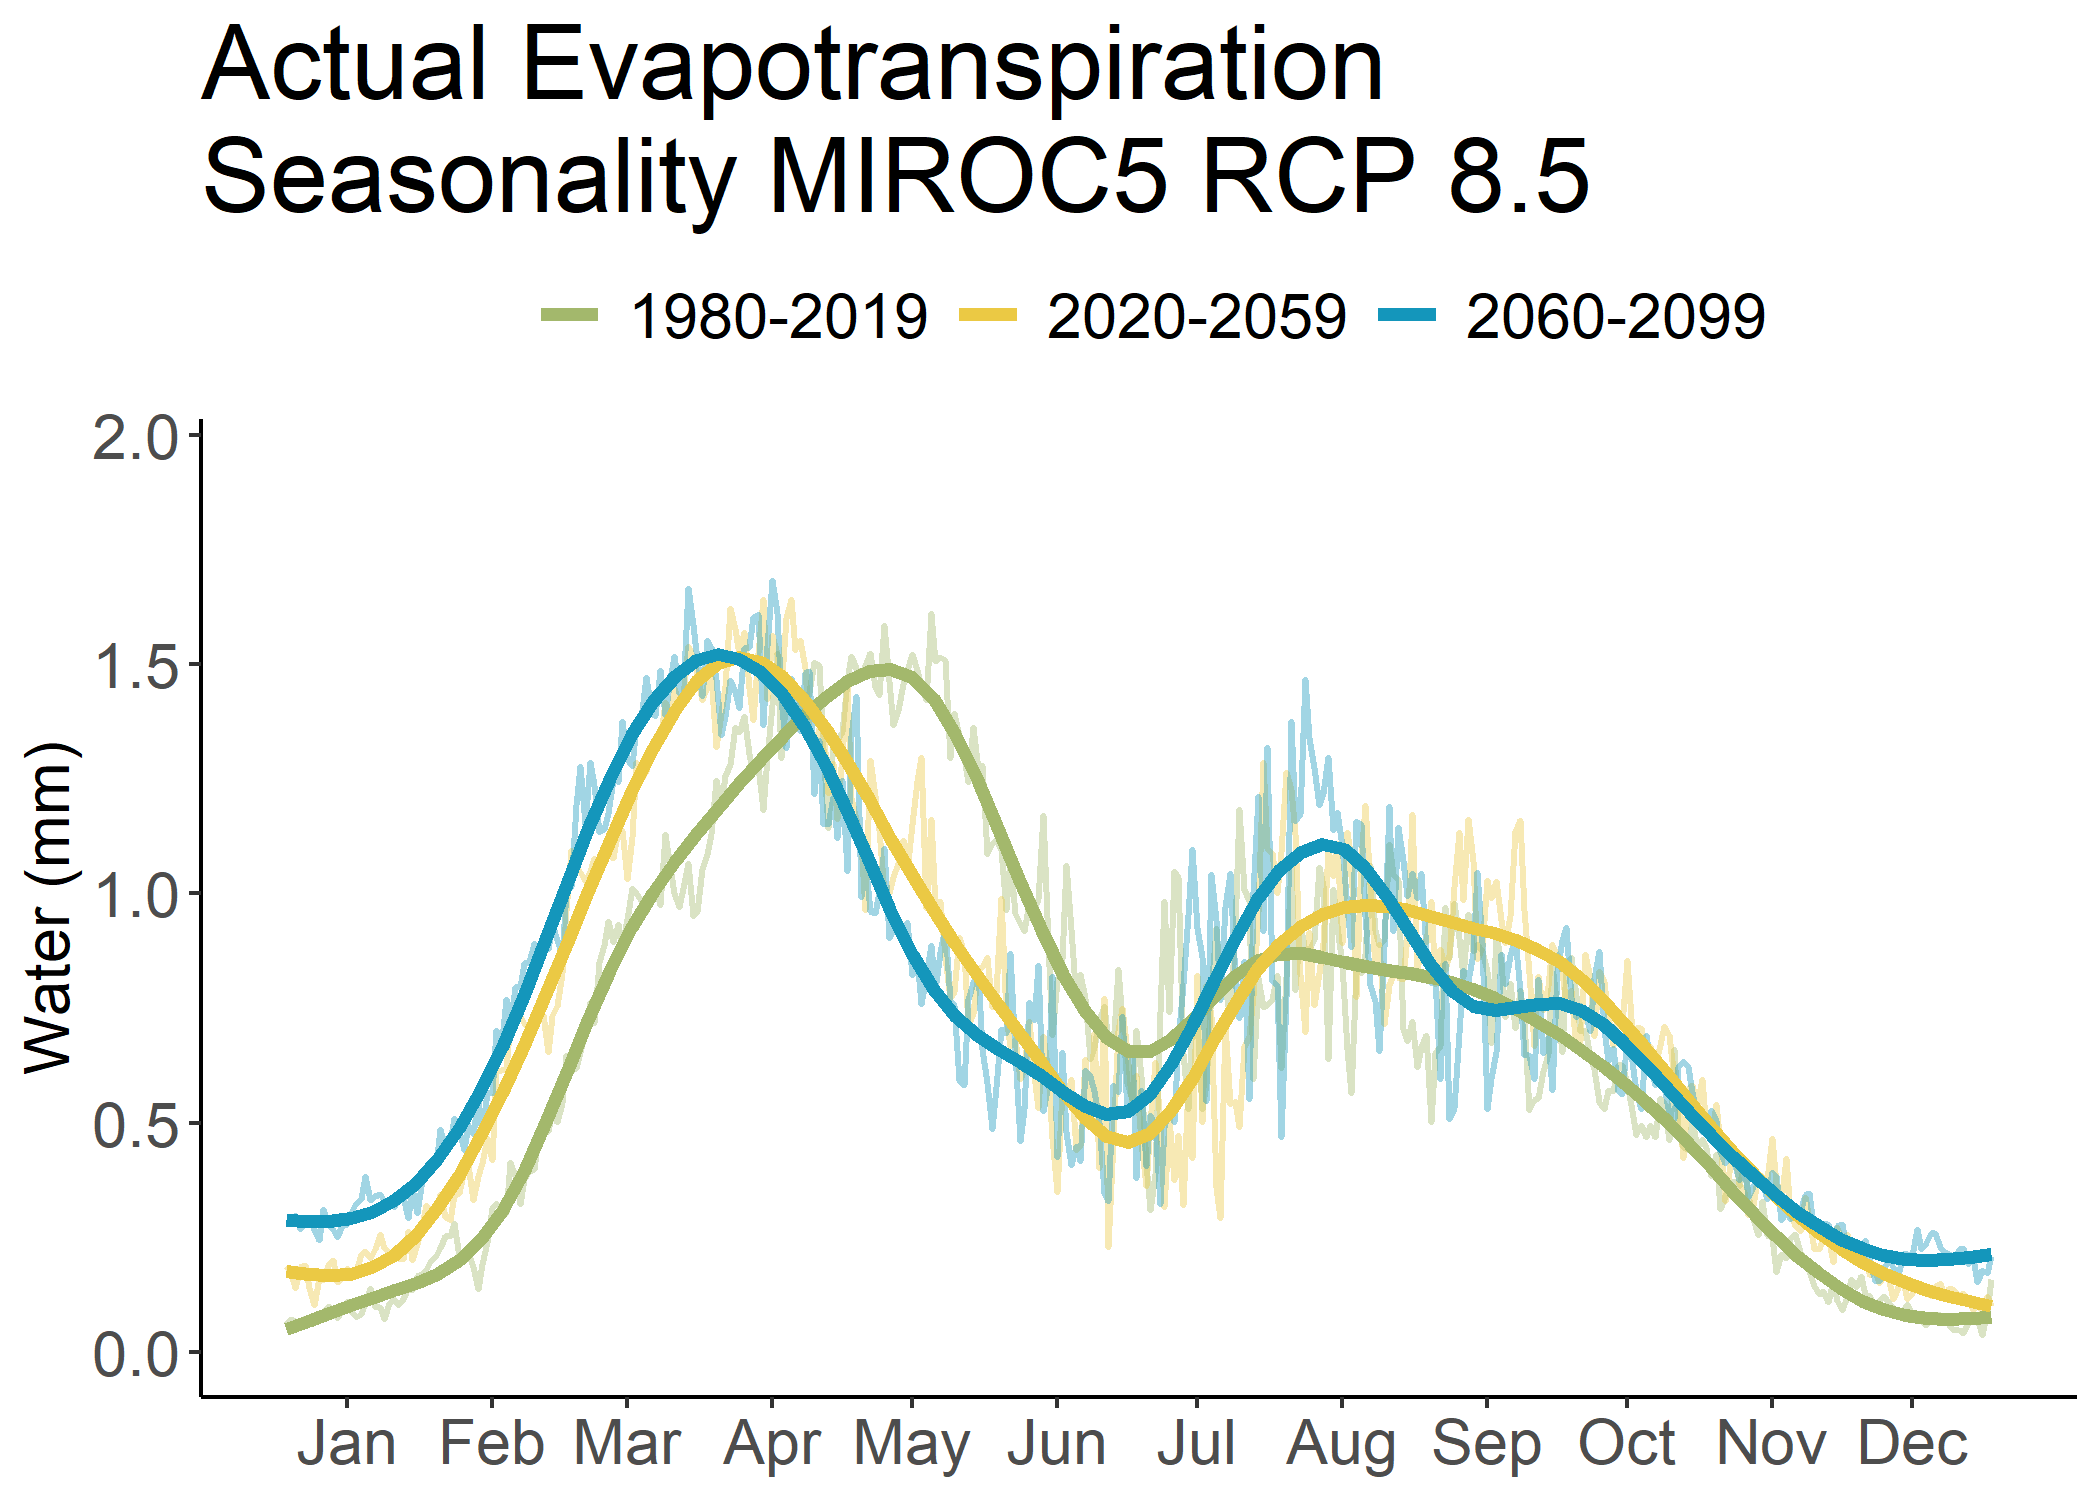 Actual Evapotranspiration
Seasonality MIROC5 RCP 8.5
1980-2019 2020-2059 2060-2099
Water (mm)
2.0
1.5
1.0
0.5
0.0
Jan Feb Mar Apr May Jun Jul Aug Sep Oct Nov Dec